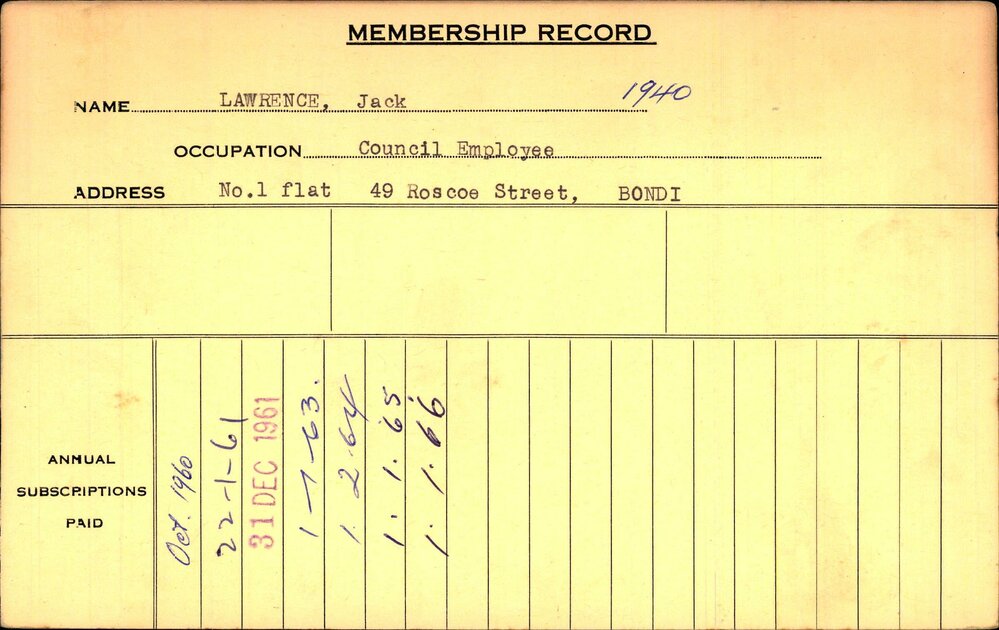 MEMBERSHIP RECORD
NAME LAWRENCE, Jack 1940
OCCUPATION Council Employee
ADDRESS No.1 flat 49 Roscoe Street, BONDI
ANNUAL
SUBSCRIPTIONS
PAID
Oct. 1960
22-1-61
31 DEC 1961
1-7-63.
1.2.64
1.1.65
1.1.66